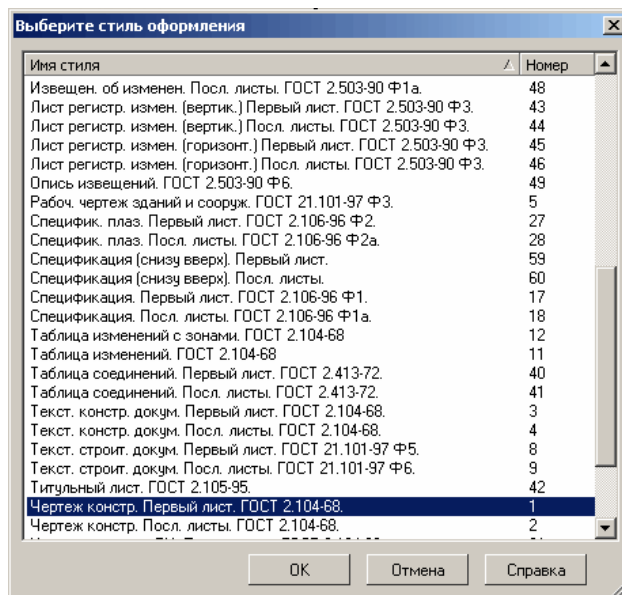 Выберите стиль оформления
Имя стиля Номер
Извещен. об изменен. Посл. листы. ГОСТ 2.503-90 Ф1а. 48
Лист регистр. измен. (вертик.) Первый лист. ГОСТ 2.503-90 Ф3. 43
Лист регистр. измен. (вертик.) Посл. листы. ГОСТ 2.503-90 Ф3. 44
Лист регистр. измен. (горизонт.) Первый лист. ГОСТ 2.503-90 Ф3. 45
Лист регистр. измен. (горизонт.) Посл. листы. ГОСТ 2.503-90 Ф3. 46
Опись извещений. ГОСТ 2.503-90 Ф6. 49
Рабоч. чертеж зданий и сооруж. ГОСТ 21.101-97 Ф3. 5
Специфик. плаз. Первый лист. ГОСТ 2.106-96 Ф2. 27
Специфик. плаз. Посл. листы. ГОСТ 2.106-96 Ф2а. 28
Спецификация (снизу вверх). Первый лист. 59
Спецификация (снизу вверх). Посл. листы. 60
Спецификация. Первый лист. ГОСТ 2.106-96 Ф1. 17
Спецификация. Посл. листы. ГОСТ 2.106-96 Ф1а. 18
Таблица изменений с зонами. ГОСТ 2.104-68 12
Таблица изменений. ГОСТ 2.104-68 11
Таблица соединений. Первый лист. ГОСТ 2.413-72. 40
Таблица соединений. Посл. листы. ГОСТ 2.413-72. 41
Текст. констр. докум. Первый лист. ГОСТ 2.104-68. 3
Текст. констр. докум. Посл. листы. ГОСТ 2.104-68. 4
Текст. строит. докум. Первый лист. ГОСТ 21.101-97 Ф5. 8
Текст. строит. докум. Посл. листы. ГОСТ 21.101-97 Ф6. 9
Титульный лист. ГОСТ 2.105-95. 42
Чертеж констр. Первый лист. ГОСТ 2.104-68. 1
Чертеж констр. Посл. листы. ГОСТ 2.104-68. 2
OK Отмена Справка